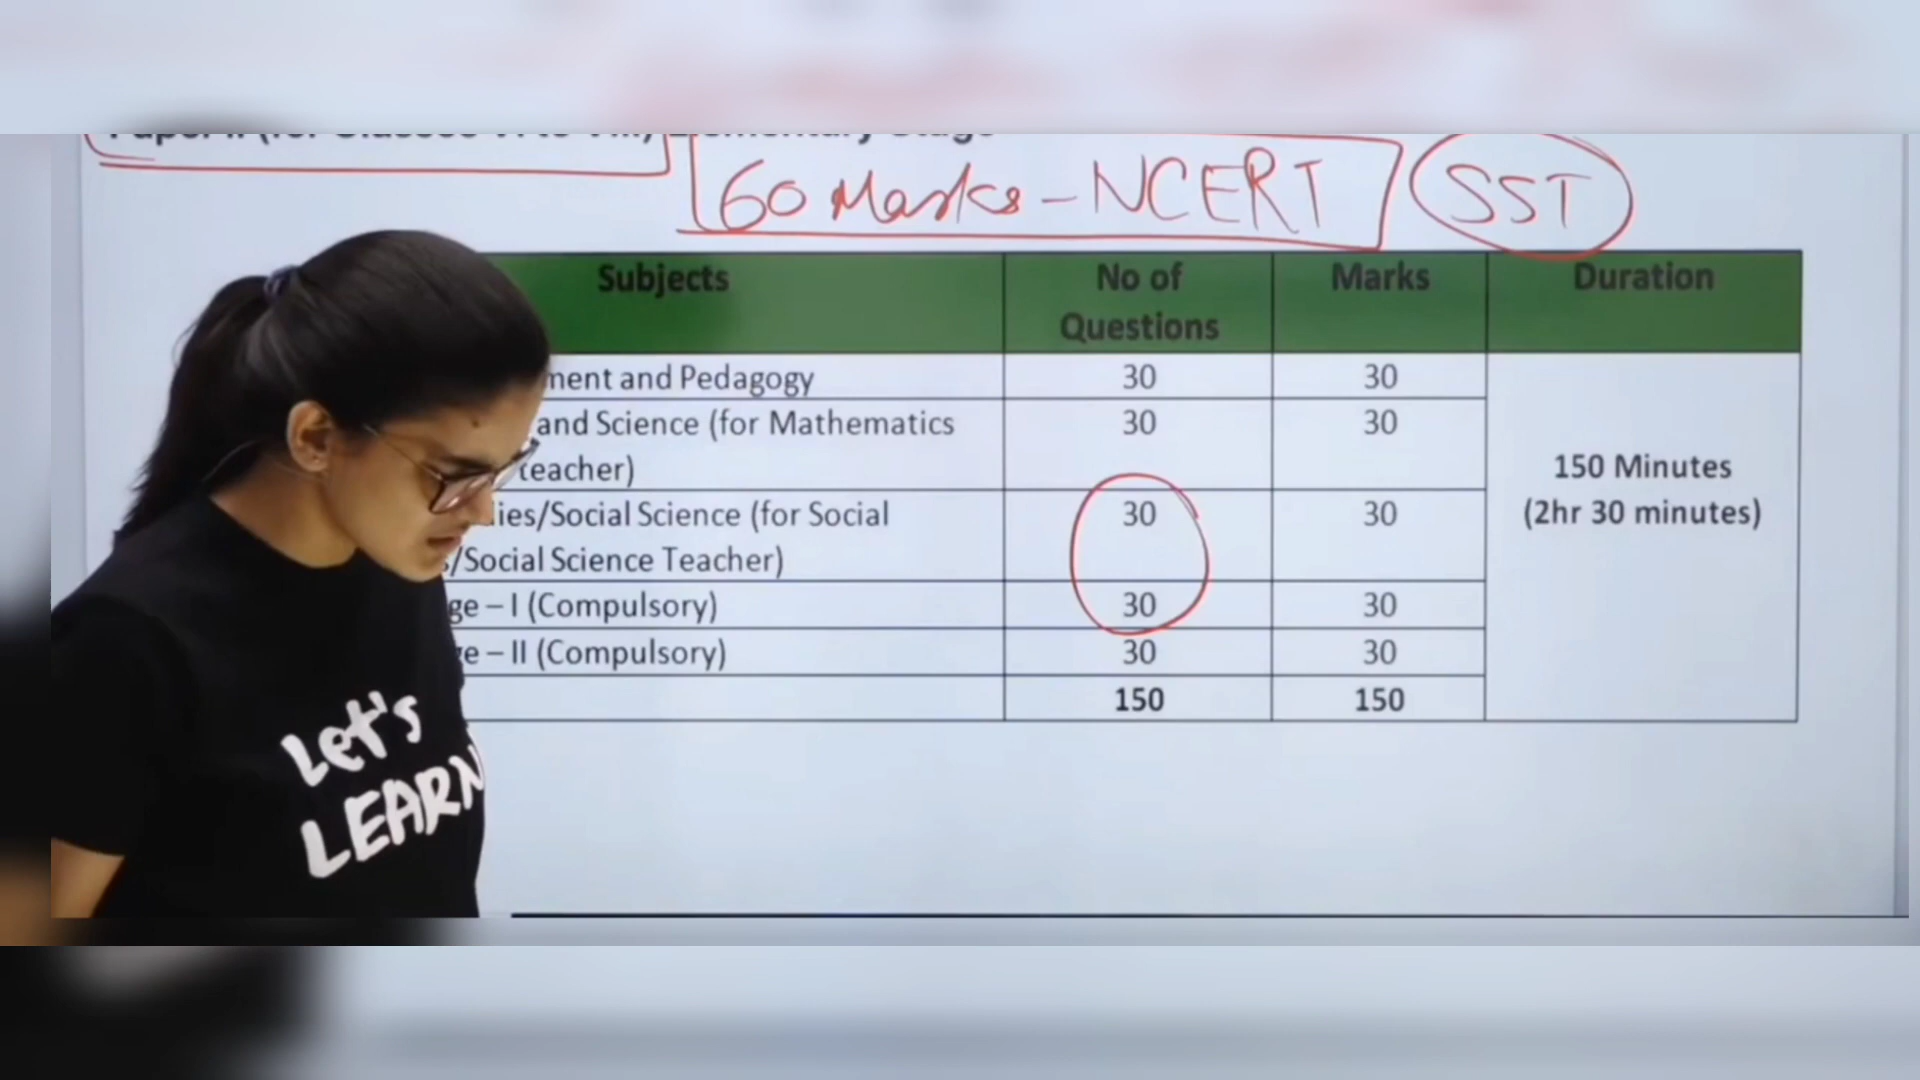 60 Marks - NCERT SST
Subjects No of Questions Marks Duration
ment and Pedagogy 30 30
and Science (for Mathematics 30 30
teacher)
ies/Social Science (for Social 30 30
/Social Science Teacher)
ge – I (Compulsory) 30 30
e – II (Compulsory) 30 30
150 150
150 Minutes
(2hr 30 minutes)
Let's
LEARN